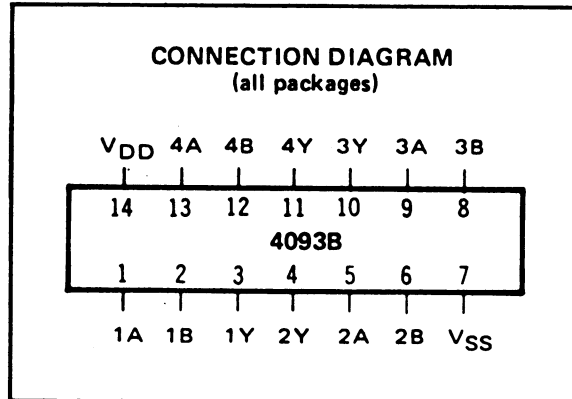 CONNECTION DIAGRAM
(all packages)
VDD 4A 4B 4Y 3Y 3A 3B
14 13 12 11 10 9 8
4093B
1 2 3 4 5 6 7
1A 1B 1Y 2Y 2A 2B VSS